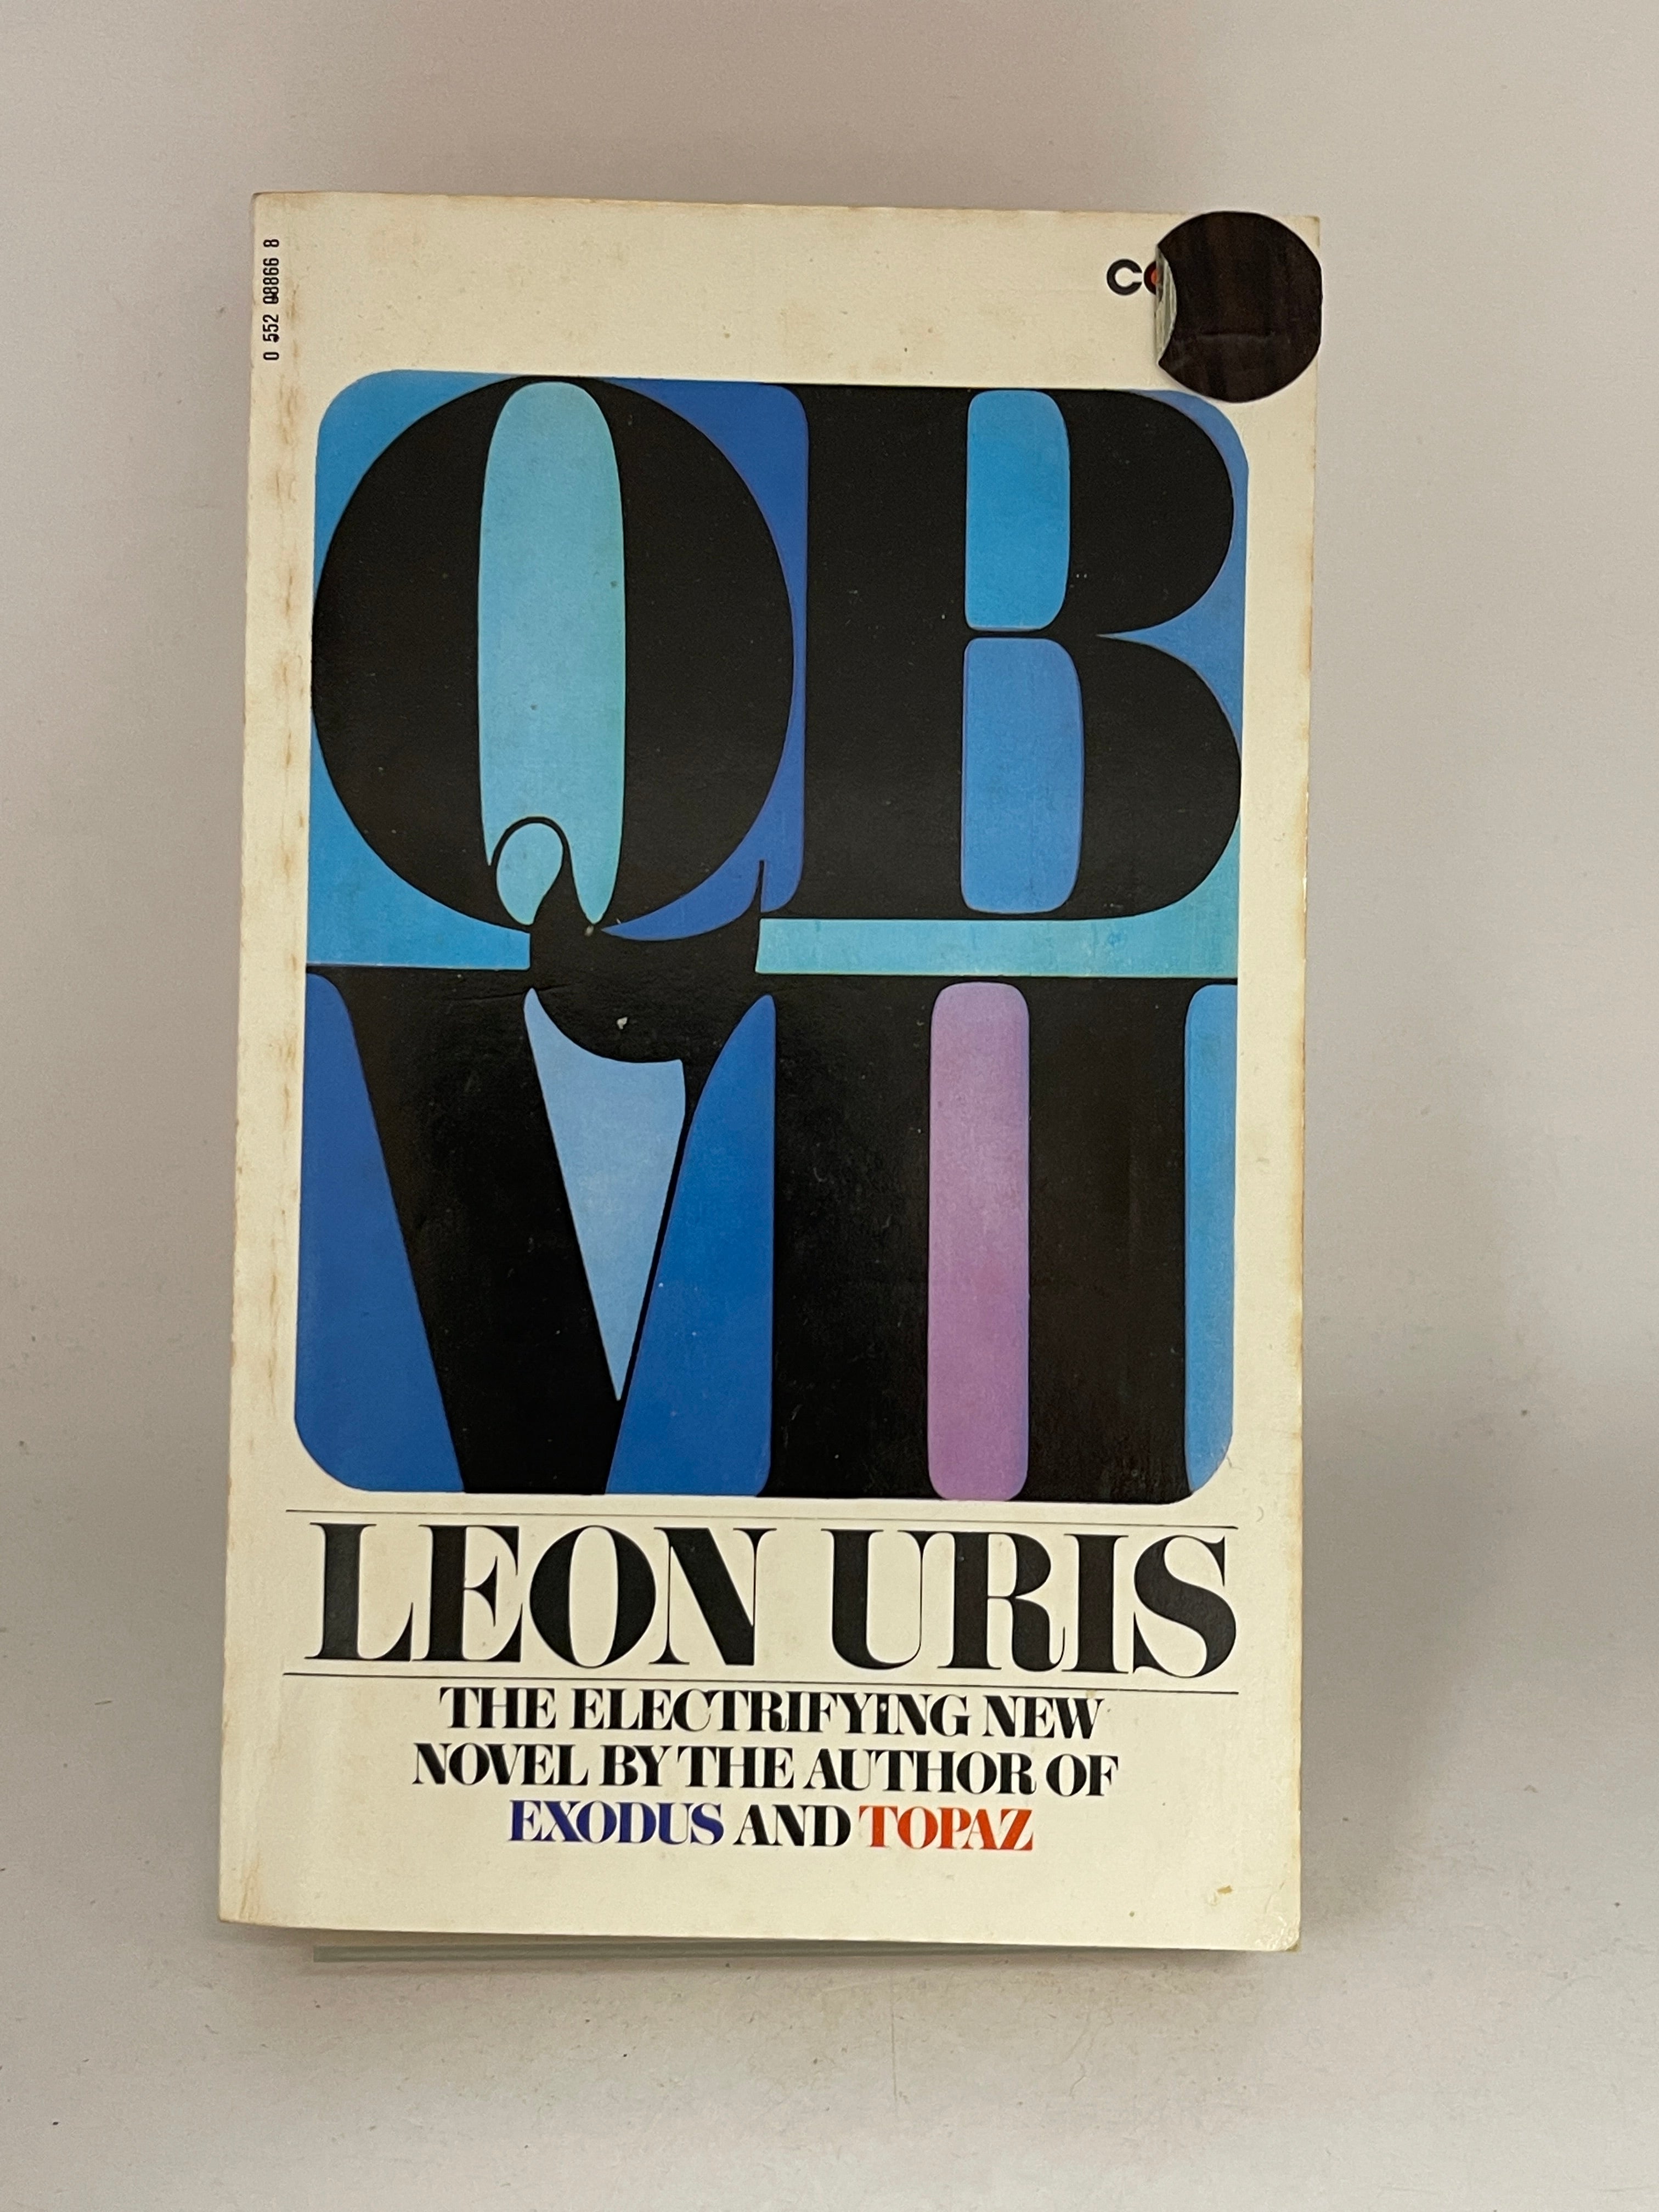 0 552 08866 8
QB
VII
LEON URIS
THE ELECTRIFYING NEW
NOVEL BY THE AUTHOR OF
EXODUS AND TOPAZ